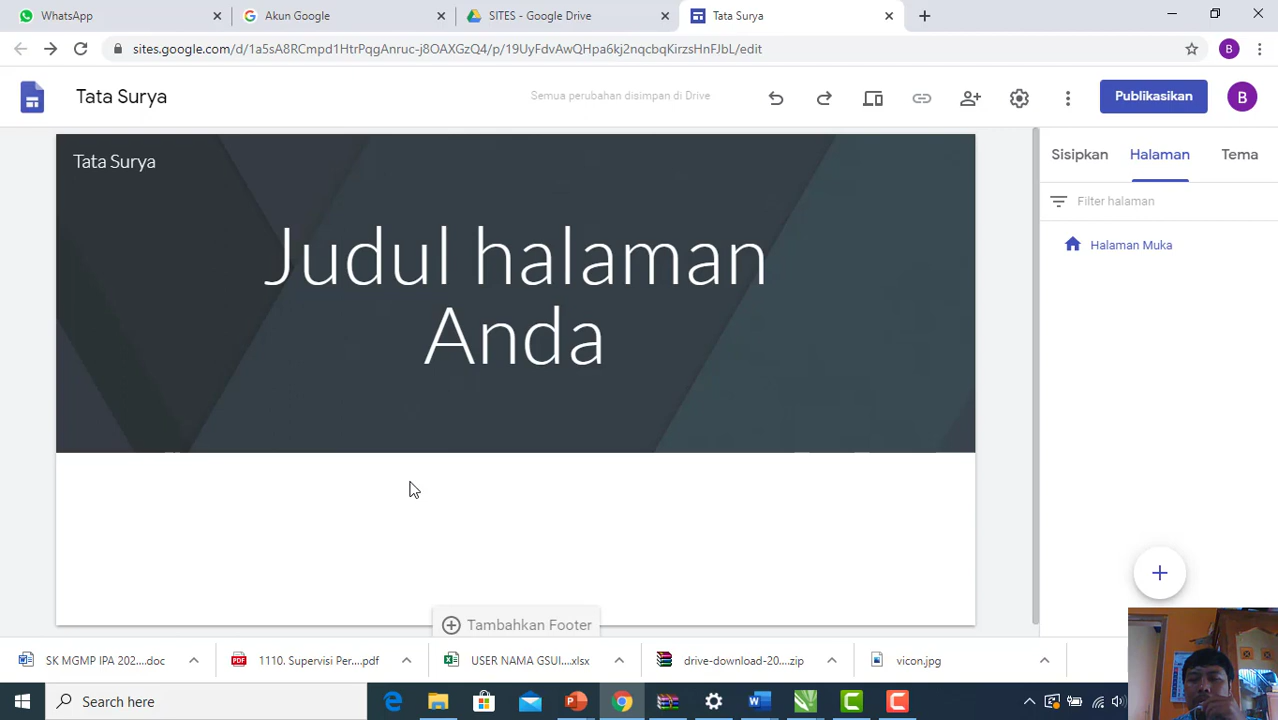 WhatsApp
Akun Google
SITES - Google Drive
Tata Surya
sites.google.com/d/1a5sA8RCmpd1HtrPqgAnruc-j8OAXGzQ4/p/19UyFdvAwQHpa6kj2nqcbqKirzsHnFJbL/edit
B
Tata Surya
Semua perubahan disimpan di Drive
Publikasikan
B
Tata Surya
Sisipkan
Halaman
Tema
Filter halaman
Halaman Muka
Judul halaman
Anda
Tambahkan Footer
SK MGMP IPA 202....doc
1110. Supervisi Per....pdf
USER NAMA GSUI....xlsx
drive-download-20....zip
vicon.jpg
Search here